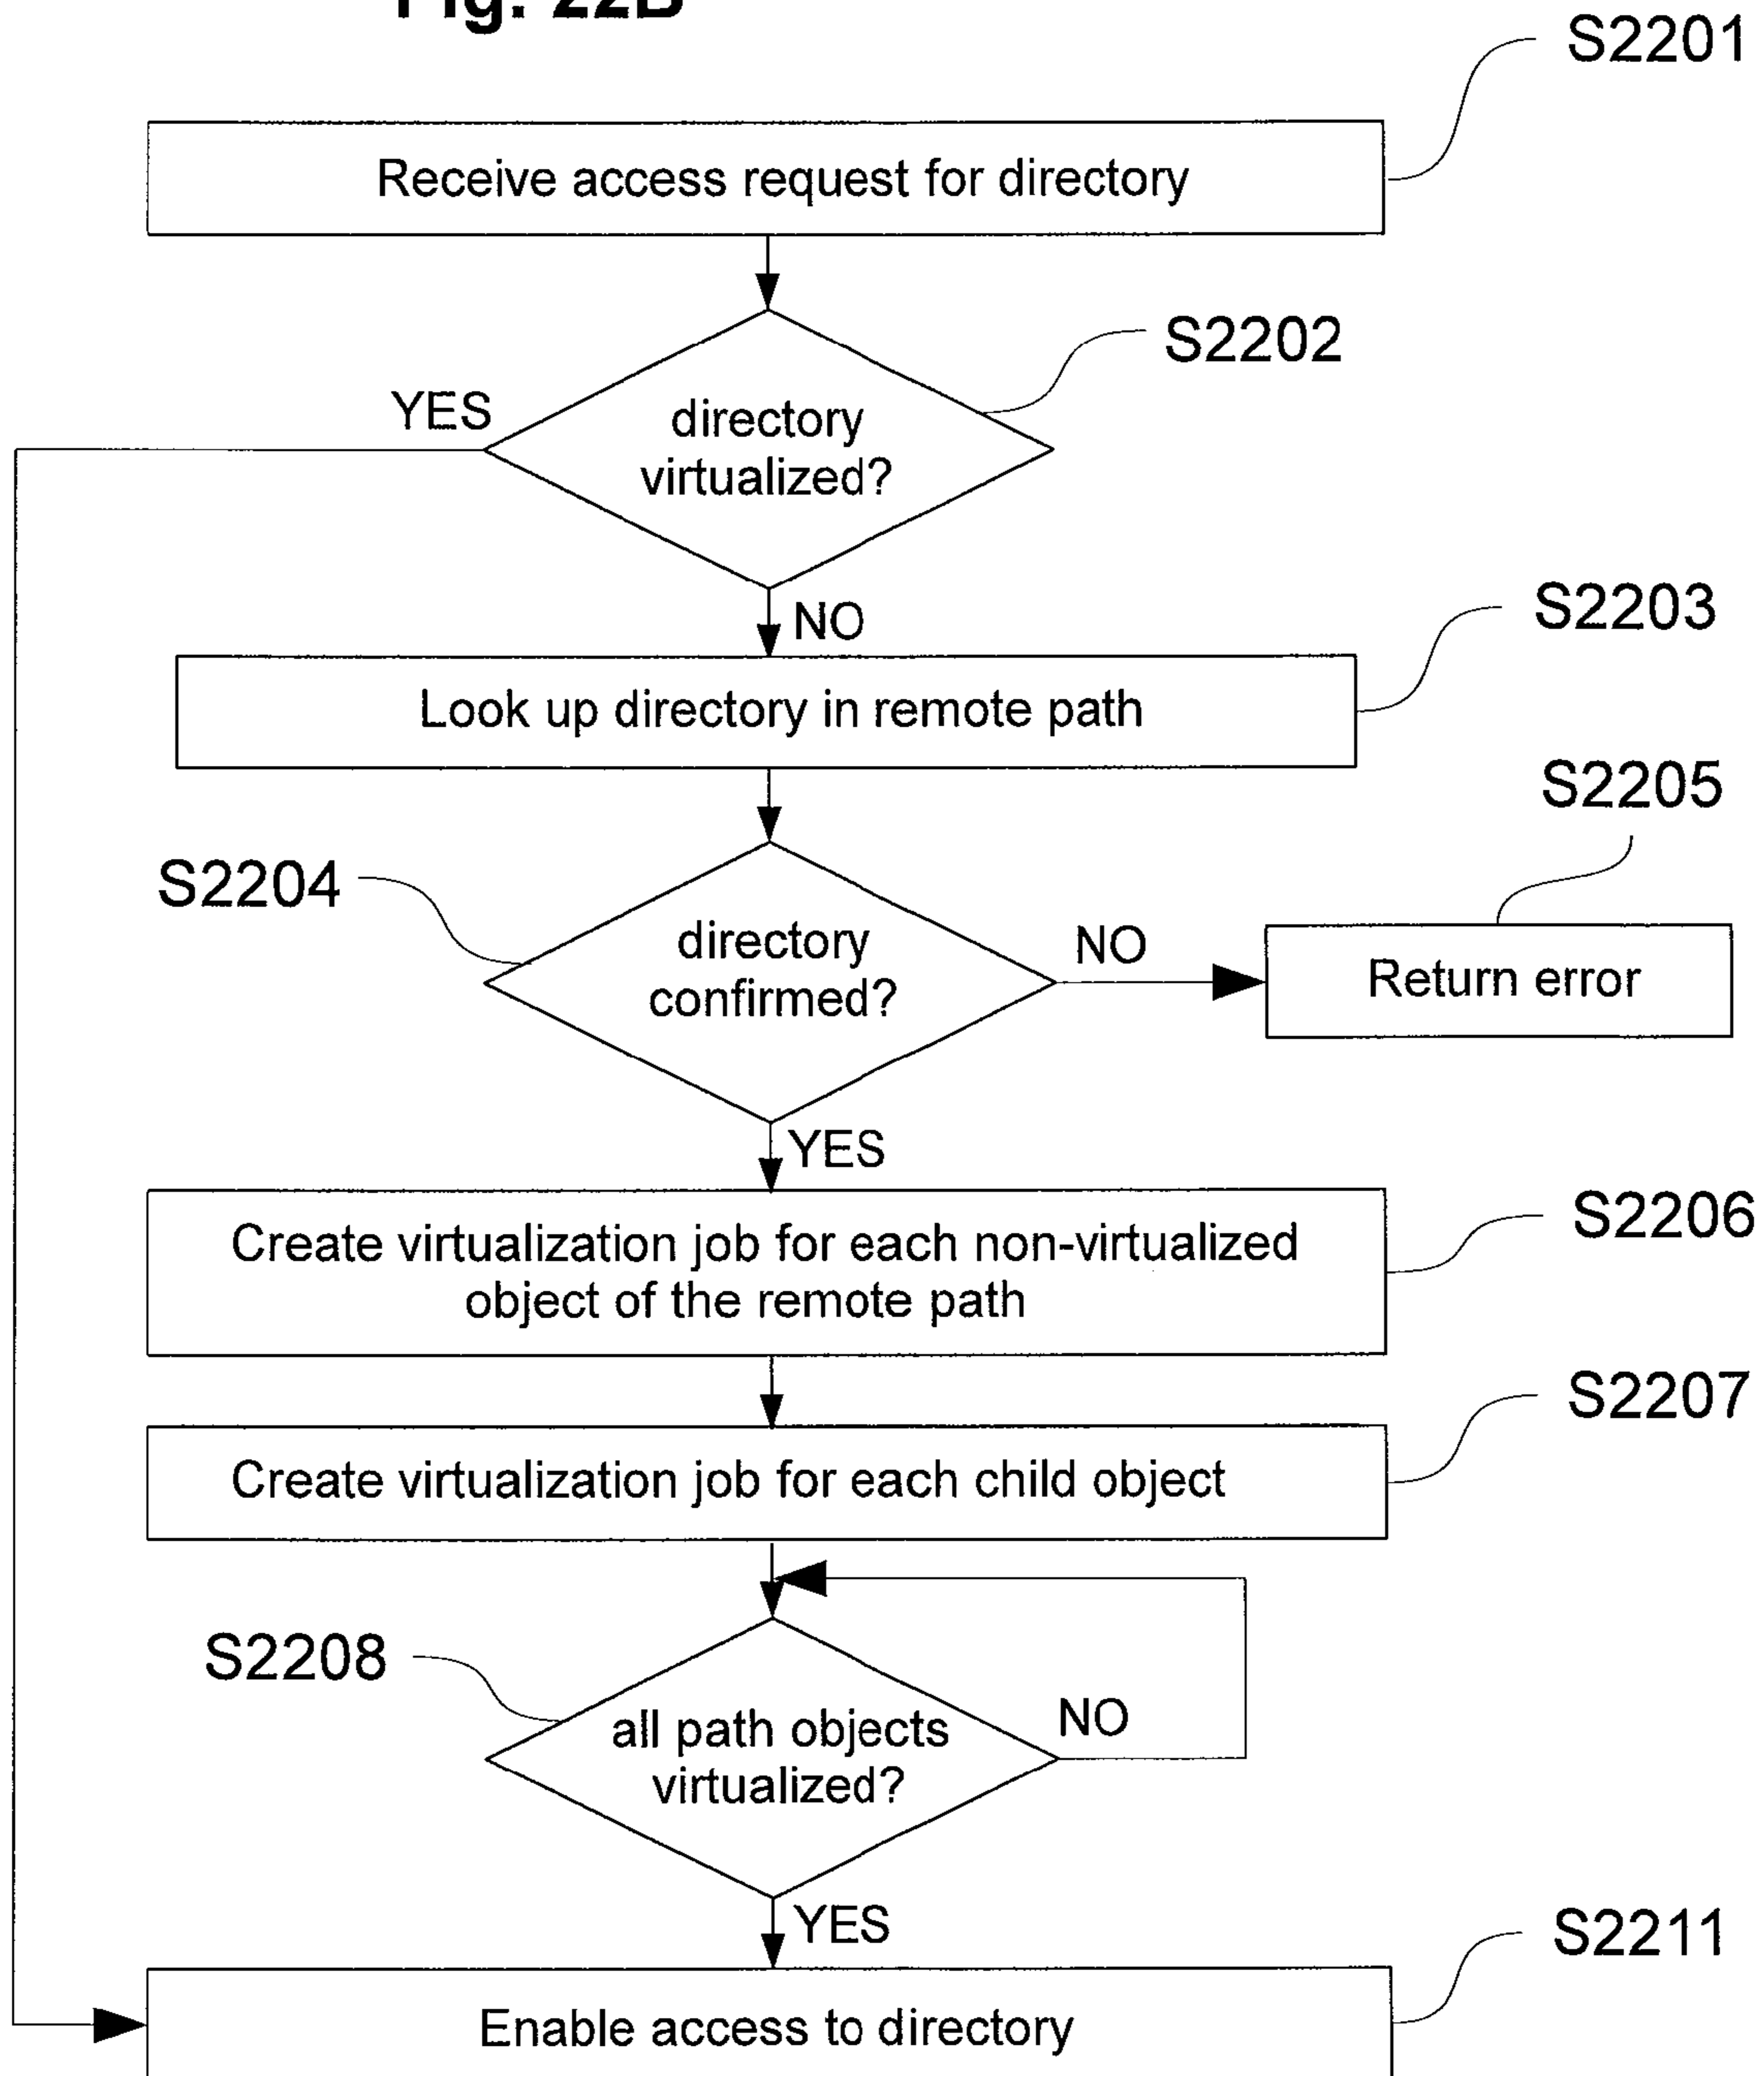 Fig. 22B
S2201
Receive access request for directory
S2202
YES
directory
virtualized?
NO
S2203
Look up directory in remote path
S2205
S2204
directory
confirmed?
NO
Return error
YES
S2206
Create virtualization job for each non-virtualized
object of the remote path
S2207
Create virtualization job for each child object
S2208
all path objects
virtualized?
NO
YES
S2211
Enable access to directory